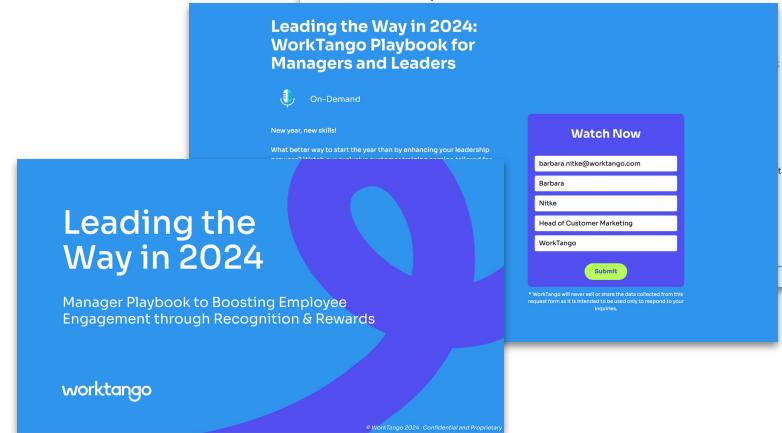 Leading the Way in 2024:
WorkTango Playbook for
Managers and Leaders
On-Demand
New year, new skills!
What better way to start the year than by enhancing your leadership
Watch Now
barbara.nitke@worktango.com
Barbara
Nitke
Head of Customer Marketing
WorkTango
Submit
* WorkTango will never sell or share the data collected from this
request form as it is intended to be used only to respond to your
inquiries.
Leading the
Way in 2024
Manager Playbook to Boosting Employee
Engagement through Recognition & Rewards
worktango
© WorkTango 2024 Confidential and Proprietary